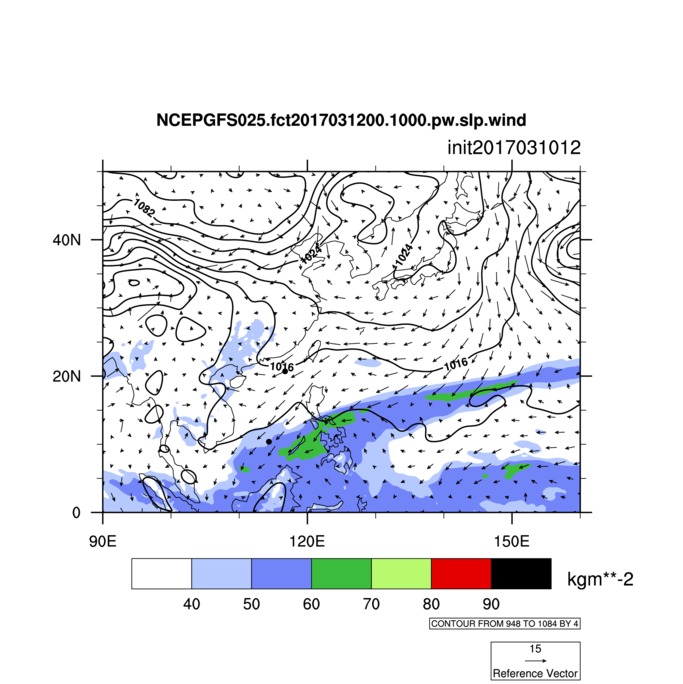 NCEPGFS025.fct2017031200.1000.pw.slp.wind
init2017031012
1082
40N
1024
1024
1016
1016
20N
0
90E 120E 150E
kgm**-2
40 50 60 70 80 90
CONTOUR FROM 948 TO 1084 BY 4
15
Reference Vector